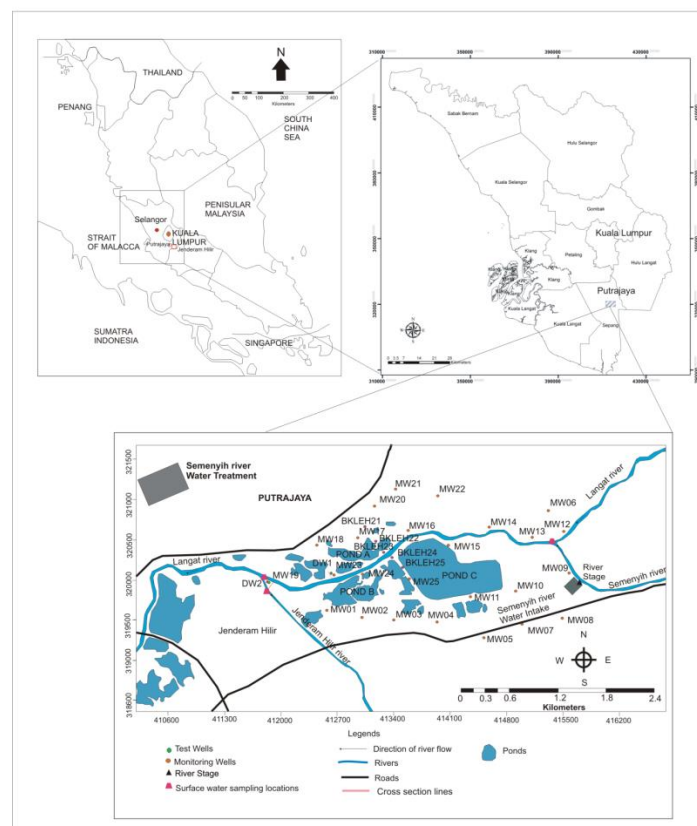 N
THAILAND
PENANG
0 50 100 200 300 400
Kilometers
SOUTH
CHINA
SEA
PENISULAR
MALAYSIA
Selangor
KUALA
LUMPUR
STRAIT
OF MALACCA
Putrajaya
Jenderam Hilir
SUMATRA
INDONESIA
SINGAPORE
Sabak Bernam
Hulu Selangor
Kuala Selangor
Gombak
Kuala Lumpur
Klang
Petaling
Hulu Langat
Klang
Putrajaya
Kuala Langat
Kuala Langat
Sepang
N
W E
S
Kilometers
Semenyih river
Water Treatment
PUTRAJAYA
Langat river
MW21
MW22
MW20
MW06
BKLEH21
MW17
BKLEH22
MW16
MW14
MW13
MW12
MW18
BKLEH23
POND A
BKLEH24
MW15
DW1
MW23
BKLEH25
Langat river
MW19
DW2
MW24
MW25
POND C
MW09
River
Stage
POND B
MW10
MW11
Semenyih river
MW01
MW02
MW03
MW04
Semenyih river
Water Intake
MW08
MW07
MW05
Jenderam Hilir
Jenderam Hilir river
N
W E
S
0 0.3 0.6 1.2 1.8 2.4
Kilometers
321500
321000
320500
320000
319500
319000
318600
410600 411300 412000 412700 413400 414100 414800 415500 416200
Legends
Test Wells
Monitoring Wells
River Stage
Surface water sampling locations
Direction of river flow
Rivers
Roads
Cross section lines
Ponds